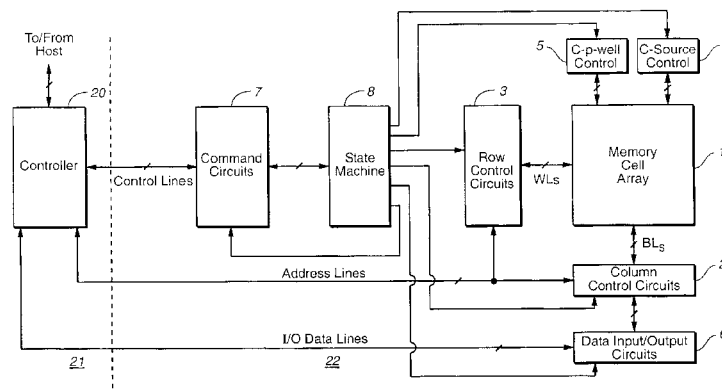 To/From
Host
20
Controller
Control Lines
7
Command
Circuits
8
State
Machine
3
Row
Control
Circuits
WLs
5
C-p-well
Control
C-Source
Control
Memory
Cell
Array
1
BLs
Address Lines
Column
Control Circuits
2
I/O Data Lines
Data Input/Output
Circuits
21
22